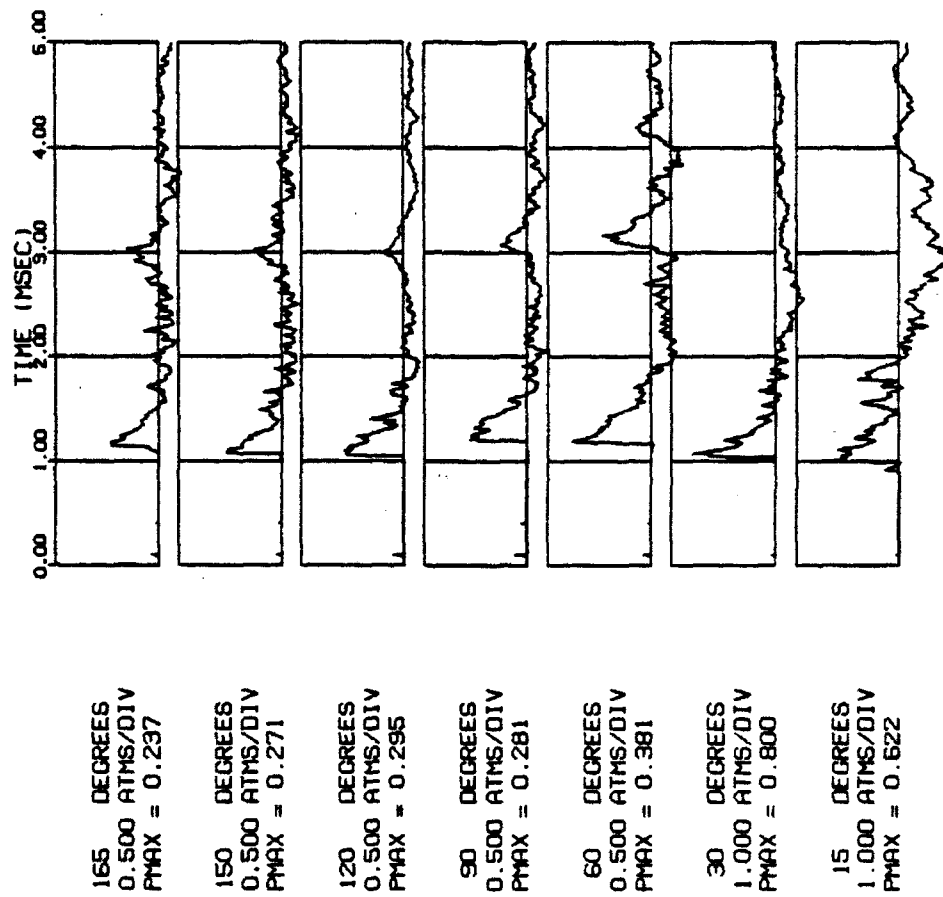 TIME (MSEC)
0.00 1.00 2.00 3.00 4.00 5.00
165 DEGREES
0.500 ATMS/DIV
PMAX = 0.237
150 DEGREES
0.500 ATMS/DIV
PMAX = 0.271
120 DEGREES
0.500 ATMS/DIV
PMAX = 0.295
90 DEGREES
0.500 ATMS/DIV
PMAX = 0.281
60 DEGREES
0.500 ATMS/DIV
PMAX = 0.381
30 DEGREES
1.000 ATMS/DIV
PMAX = 0.800
15 DEGREES
1.000 ATMS/DIV
PMAX = 0.622